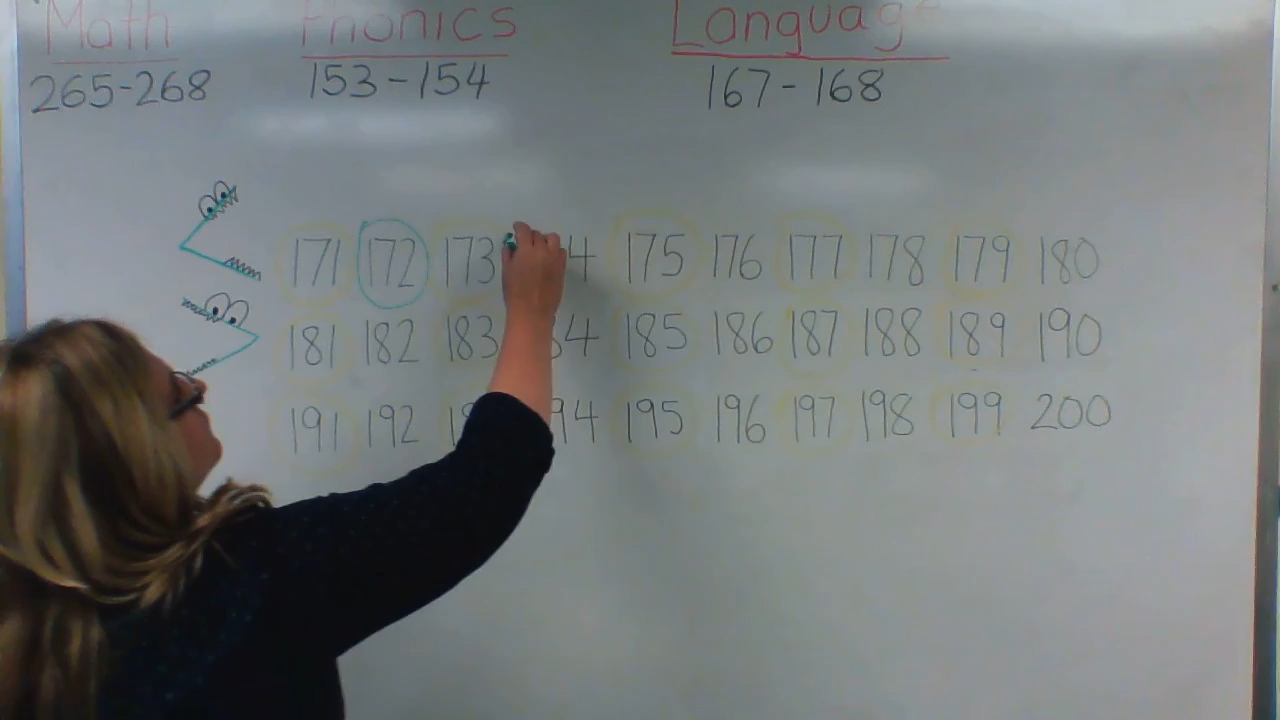 Math Phonics Language
265-268 153-154 167-168
171 172 173 175 176 177 178 179 180
181 182 183 185 186 187 188 189 190
191 192 195 196 197 198 199 200